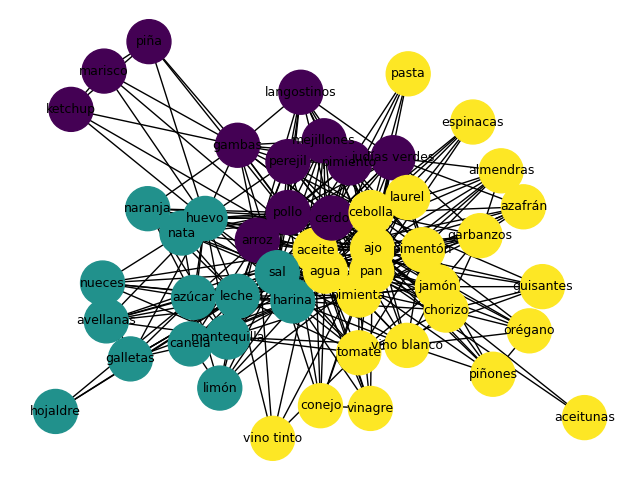 piña
marisco
pasta
langostinos
ketchup
espinacas
mejillones
gambas
judías verdes
perejil
pimiento
almendras
laurel
naranja
azafrán
pollo
cebolla
huevo
cerdo
nata
garbanzos
arroz
aceite
ajo
pimentón
sal
agua
pan
nueces
jamón
guisantes
azúcar
leche
harina
pimienta
chorizo
avellanas
orégano
mantequilla
canela
vino blanco
galletas
tomate
piñones
limón
conejo
vinagre
hojaldre
aceitunas
vino tinto